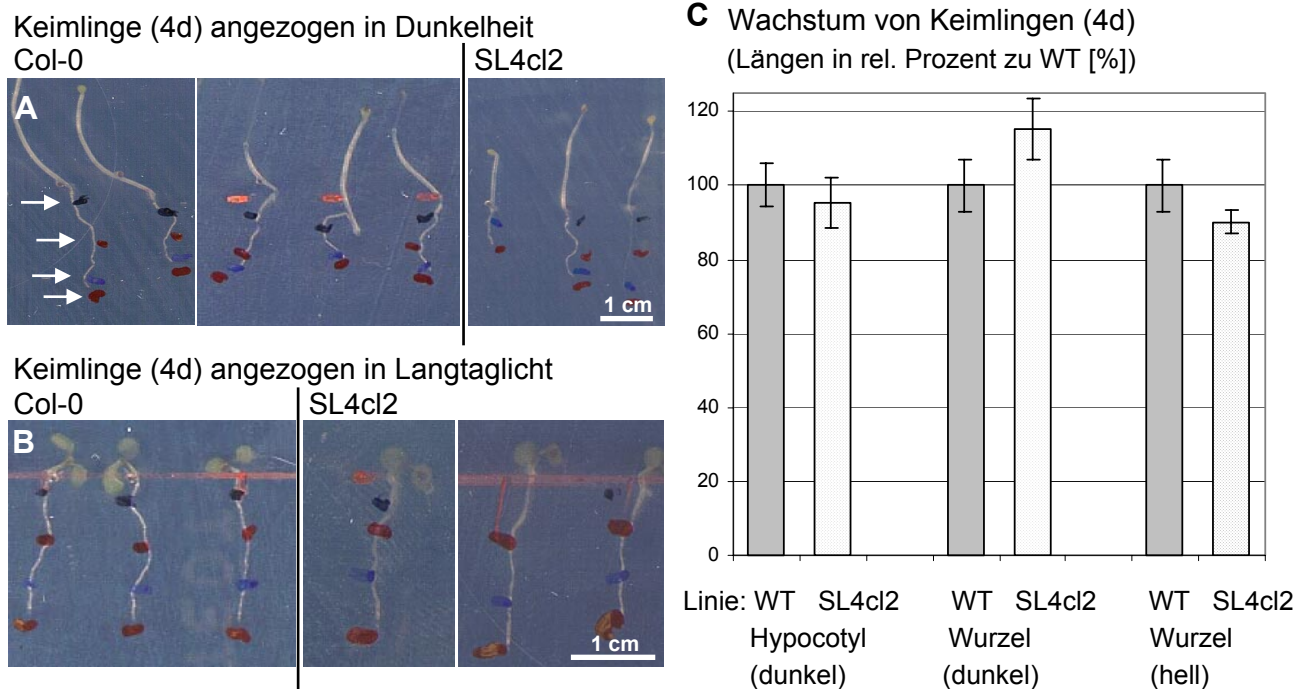 Keimlinge (4d) angezogen in Dunkelheit
Col-0
SL4cl2
A
1 cm
Keimlinge (4d) angezogen in Langtaglicht
Col-0
SL4cl2
B
1 cm
C Wachstum von Keimlingen (4d)
(Längen in rel. Prozent zu WT [%])
120
100
80
60
40
20
0
Linie: WT SL4cl2 WT SL4cl2 WT SL4cl2
Hypocotyl Wurzel Wurzel
(dunkel) (dunkel) (hell)